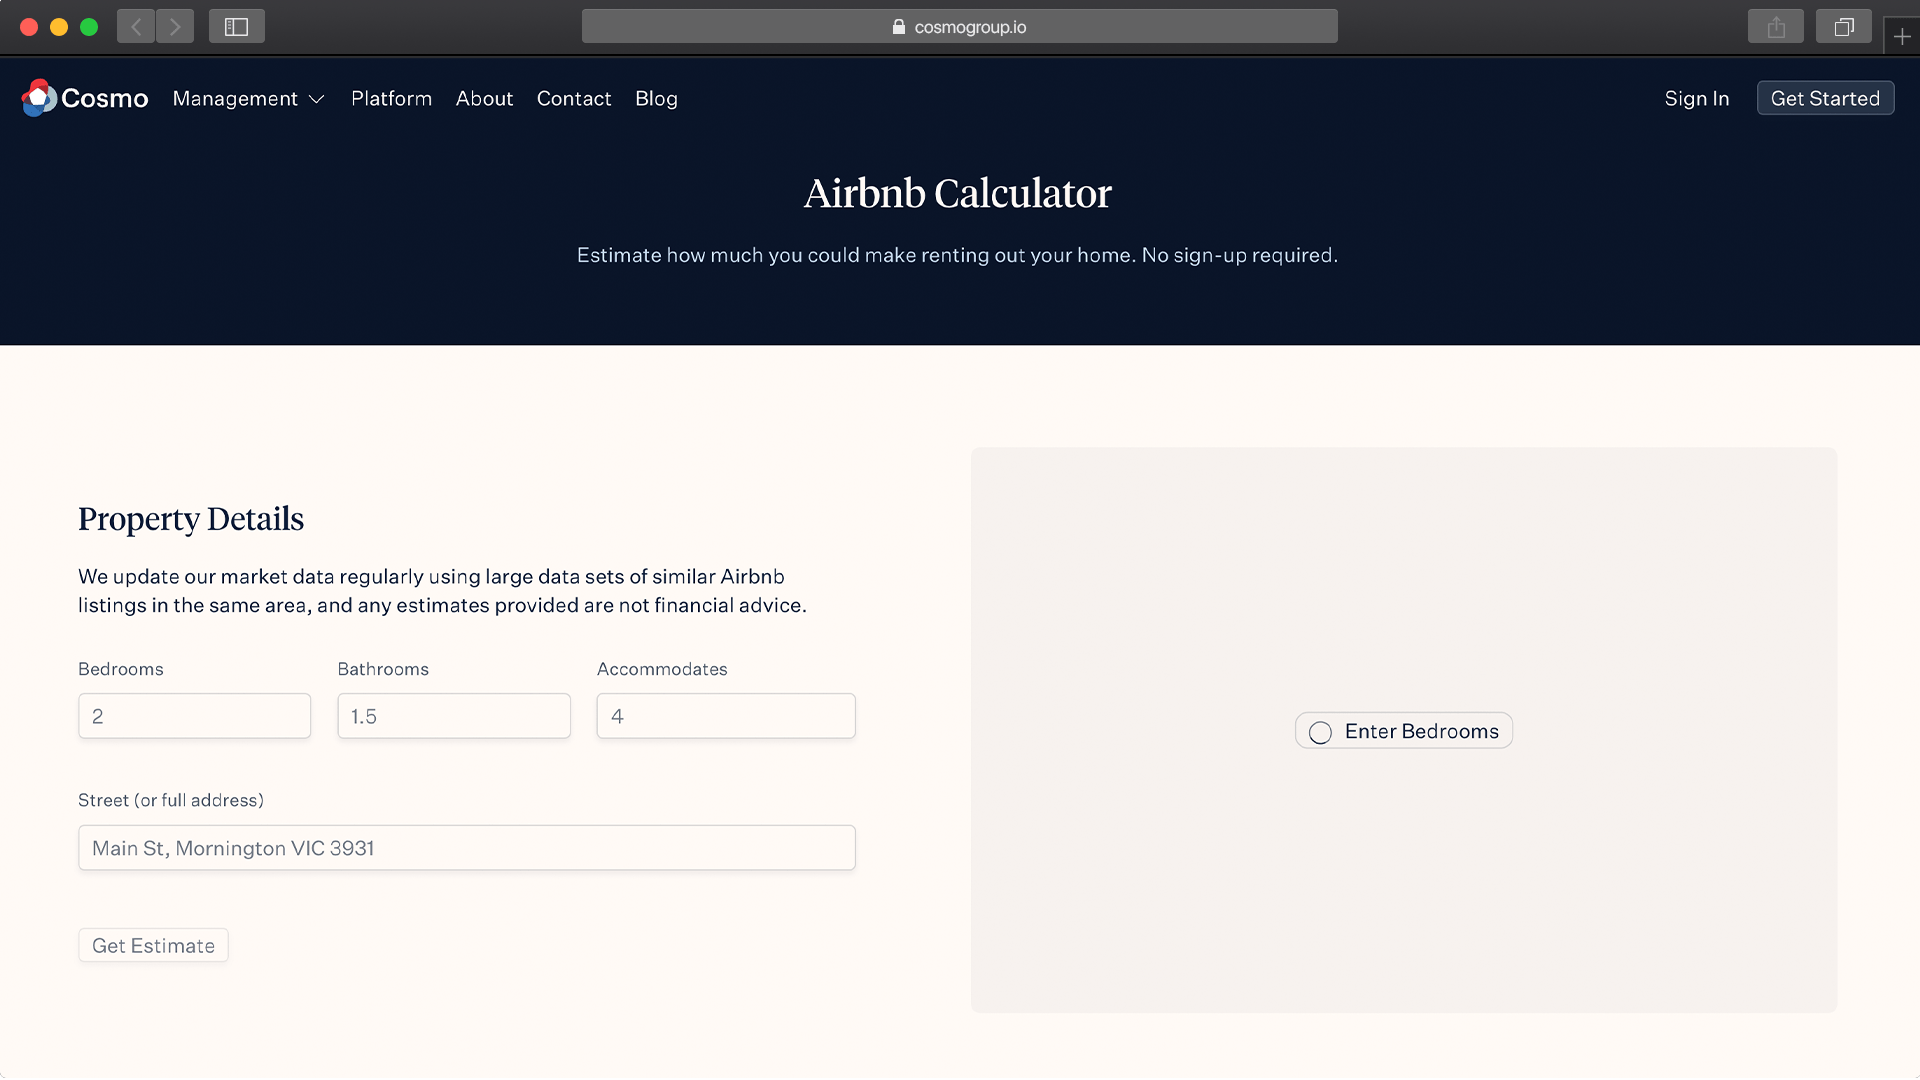 cosmogroup.io
Cosmo Management Platform About Contact Blog Sign In Get Started
Airbnb Calculator
Estimate how much you could make renting out your home. No sign-up required.
Property Details
We update our market data regularly using large data sets of similar Airbnb
listings in the same area, and any estimates provided are not financial advice.
Bedrooms Bathrooms Accommodates
2 1.5 4
Enter Bedrooms
Street (or full address)
Main St, Mornington VIC 3931
Get Estimate